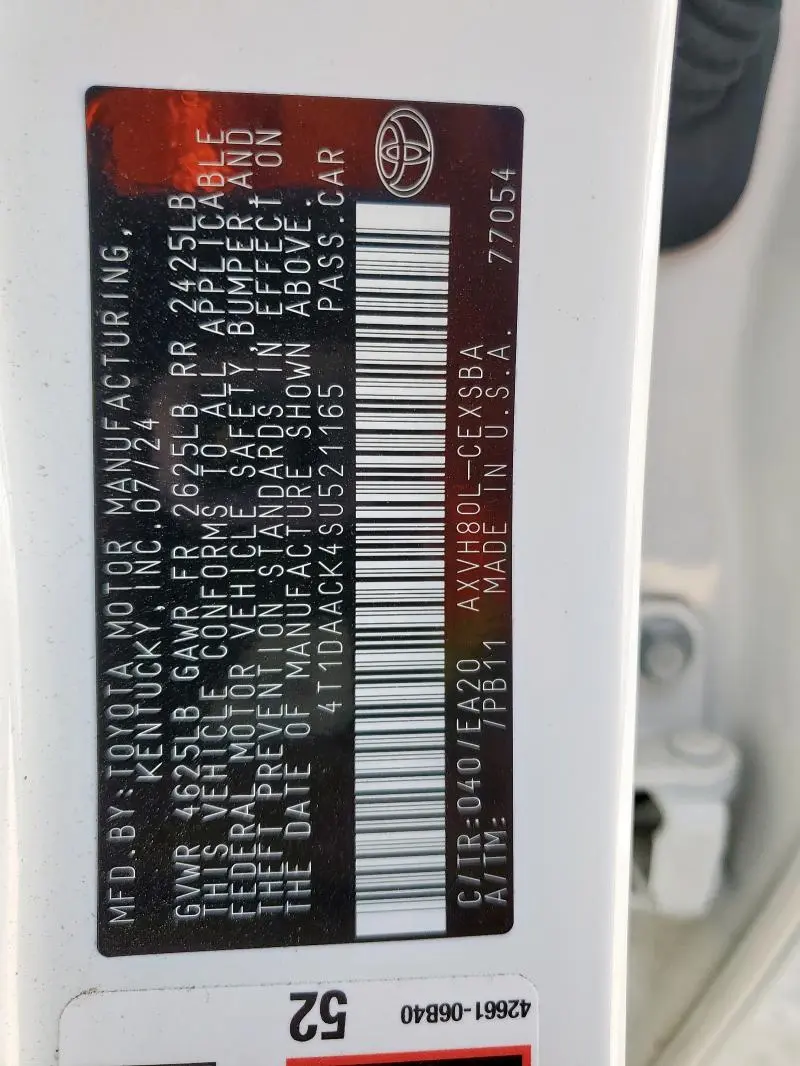 MFD.BY:TOYOTA MOTOR MANUFACTURING,
KENTUCKY,INC.07/24
GVWR 4625LB GAWR FR 2625LB RR 2425LB
THIS VEHICLE CONFORMS TO ALL APPLICABLE
FEDERAL MOTOR VEHICLE SAFETY,BUMPER,AND
THEFT PREVENTION STANDARDS IN EFFECT ON
THE DATE OF MANUFACTURE SHOWN ABOVE.
4T1DAACK4SU521165 PASS.CAR
C/TR:040/EA20 AXVH80L-CEXSBA 77054
A/TM: /PB11 MADE IN U.S.A.
52
42661-06B40